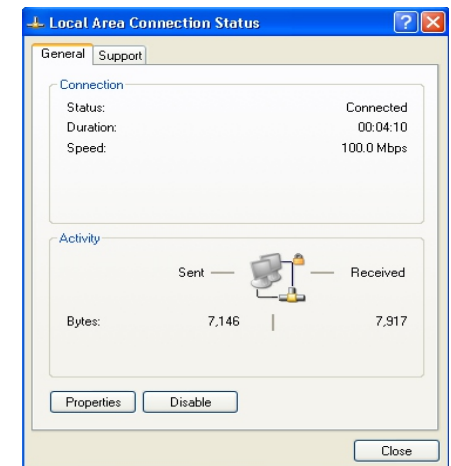 Local Area Connection Status
General Support
Connection
Status: Connected
Duration: 00:04:10
Speed: 100.0 Mbps
Activity
Sent — — Received
Bytes: 7,146 | 7,917
Properties Disable
Close